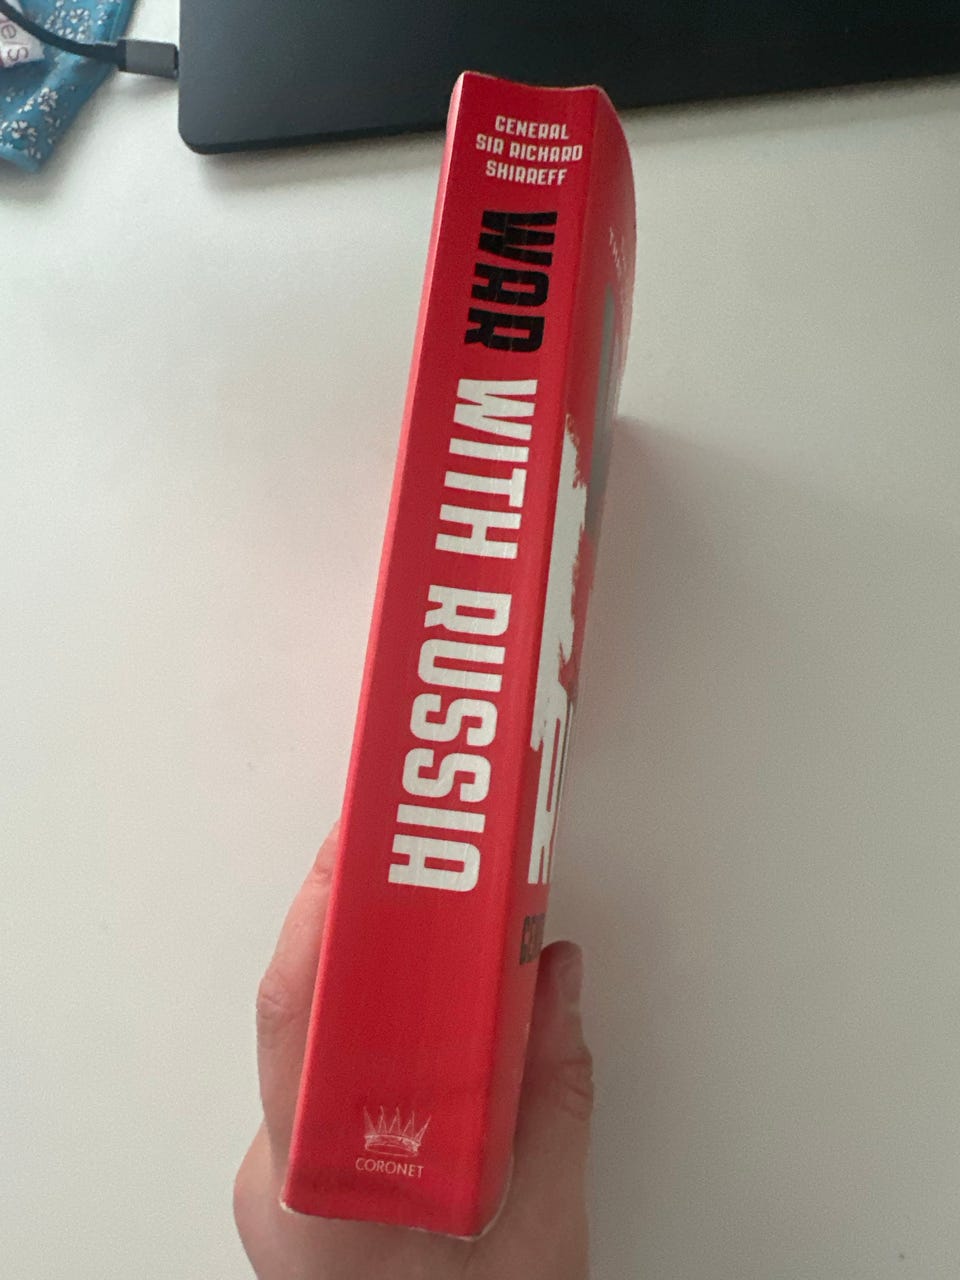 GENERAL
SIR RICHARD
SHIRREFF
WAR WITH RUSSIA
CORONET